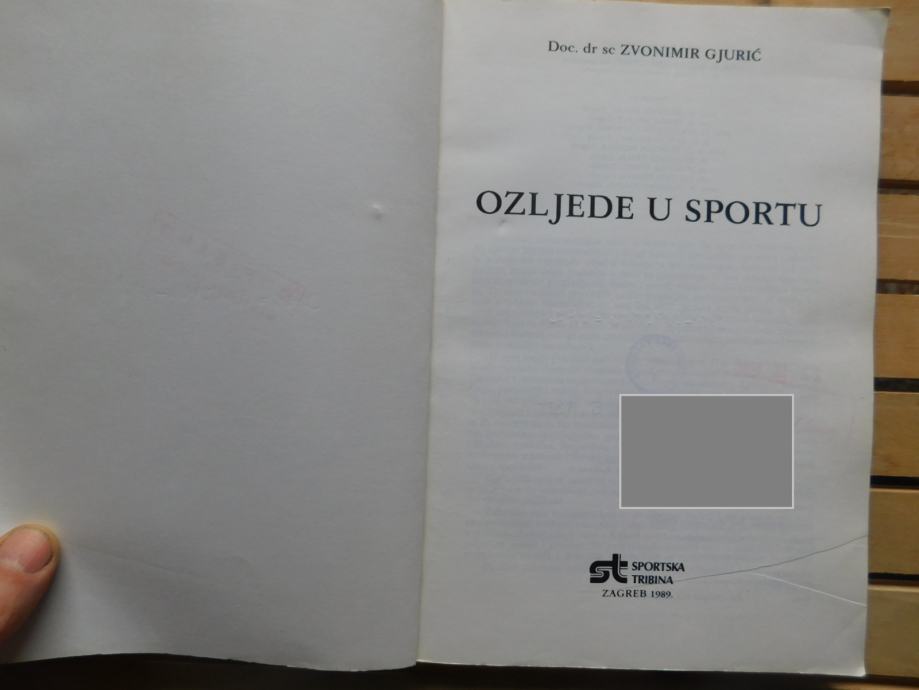 Doc. dr sc ZVONIMIR GJURIĆ
OZLJEDE U SPORTU
st SPORTSKA
TRIBINA
ZAGREB 1989.